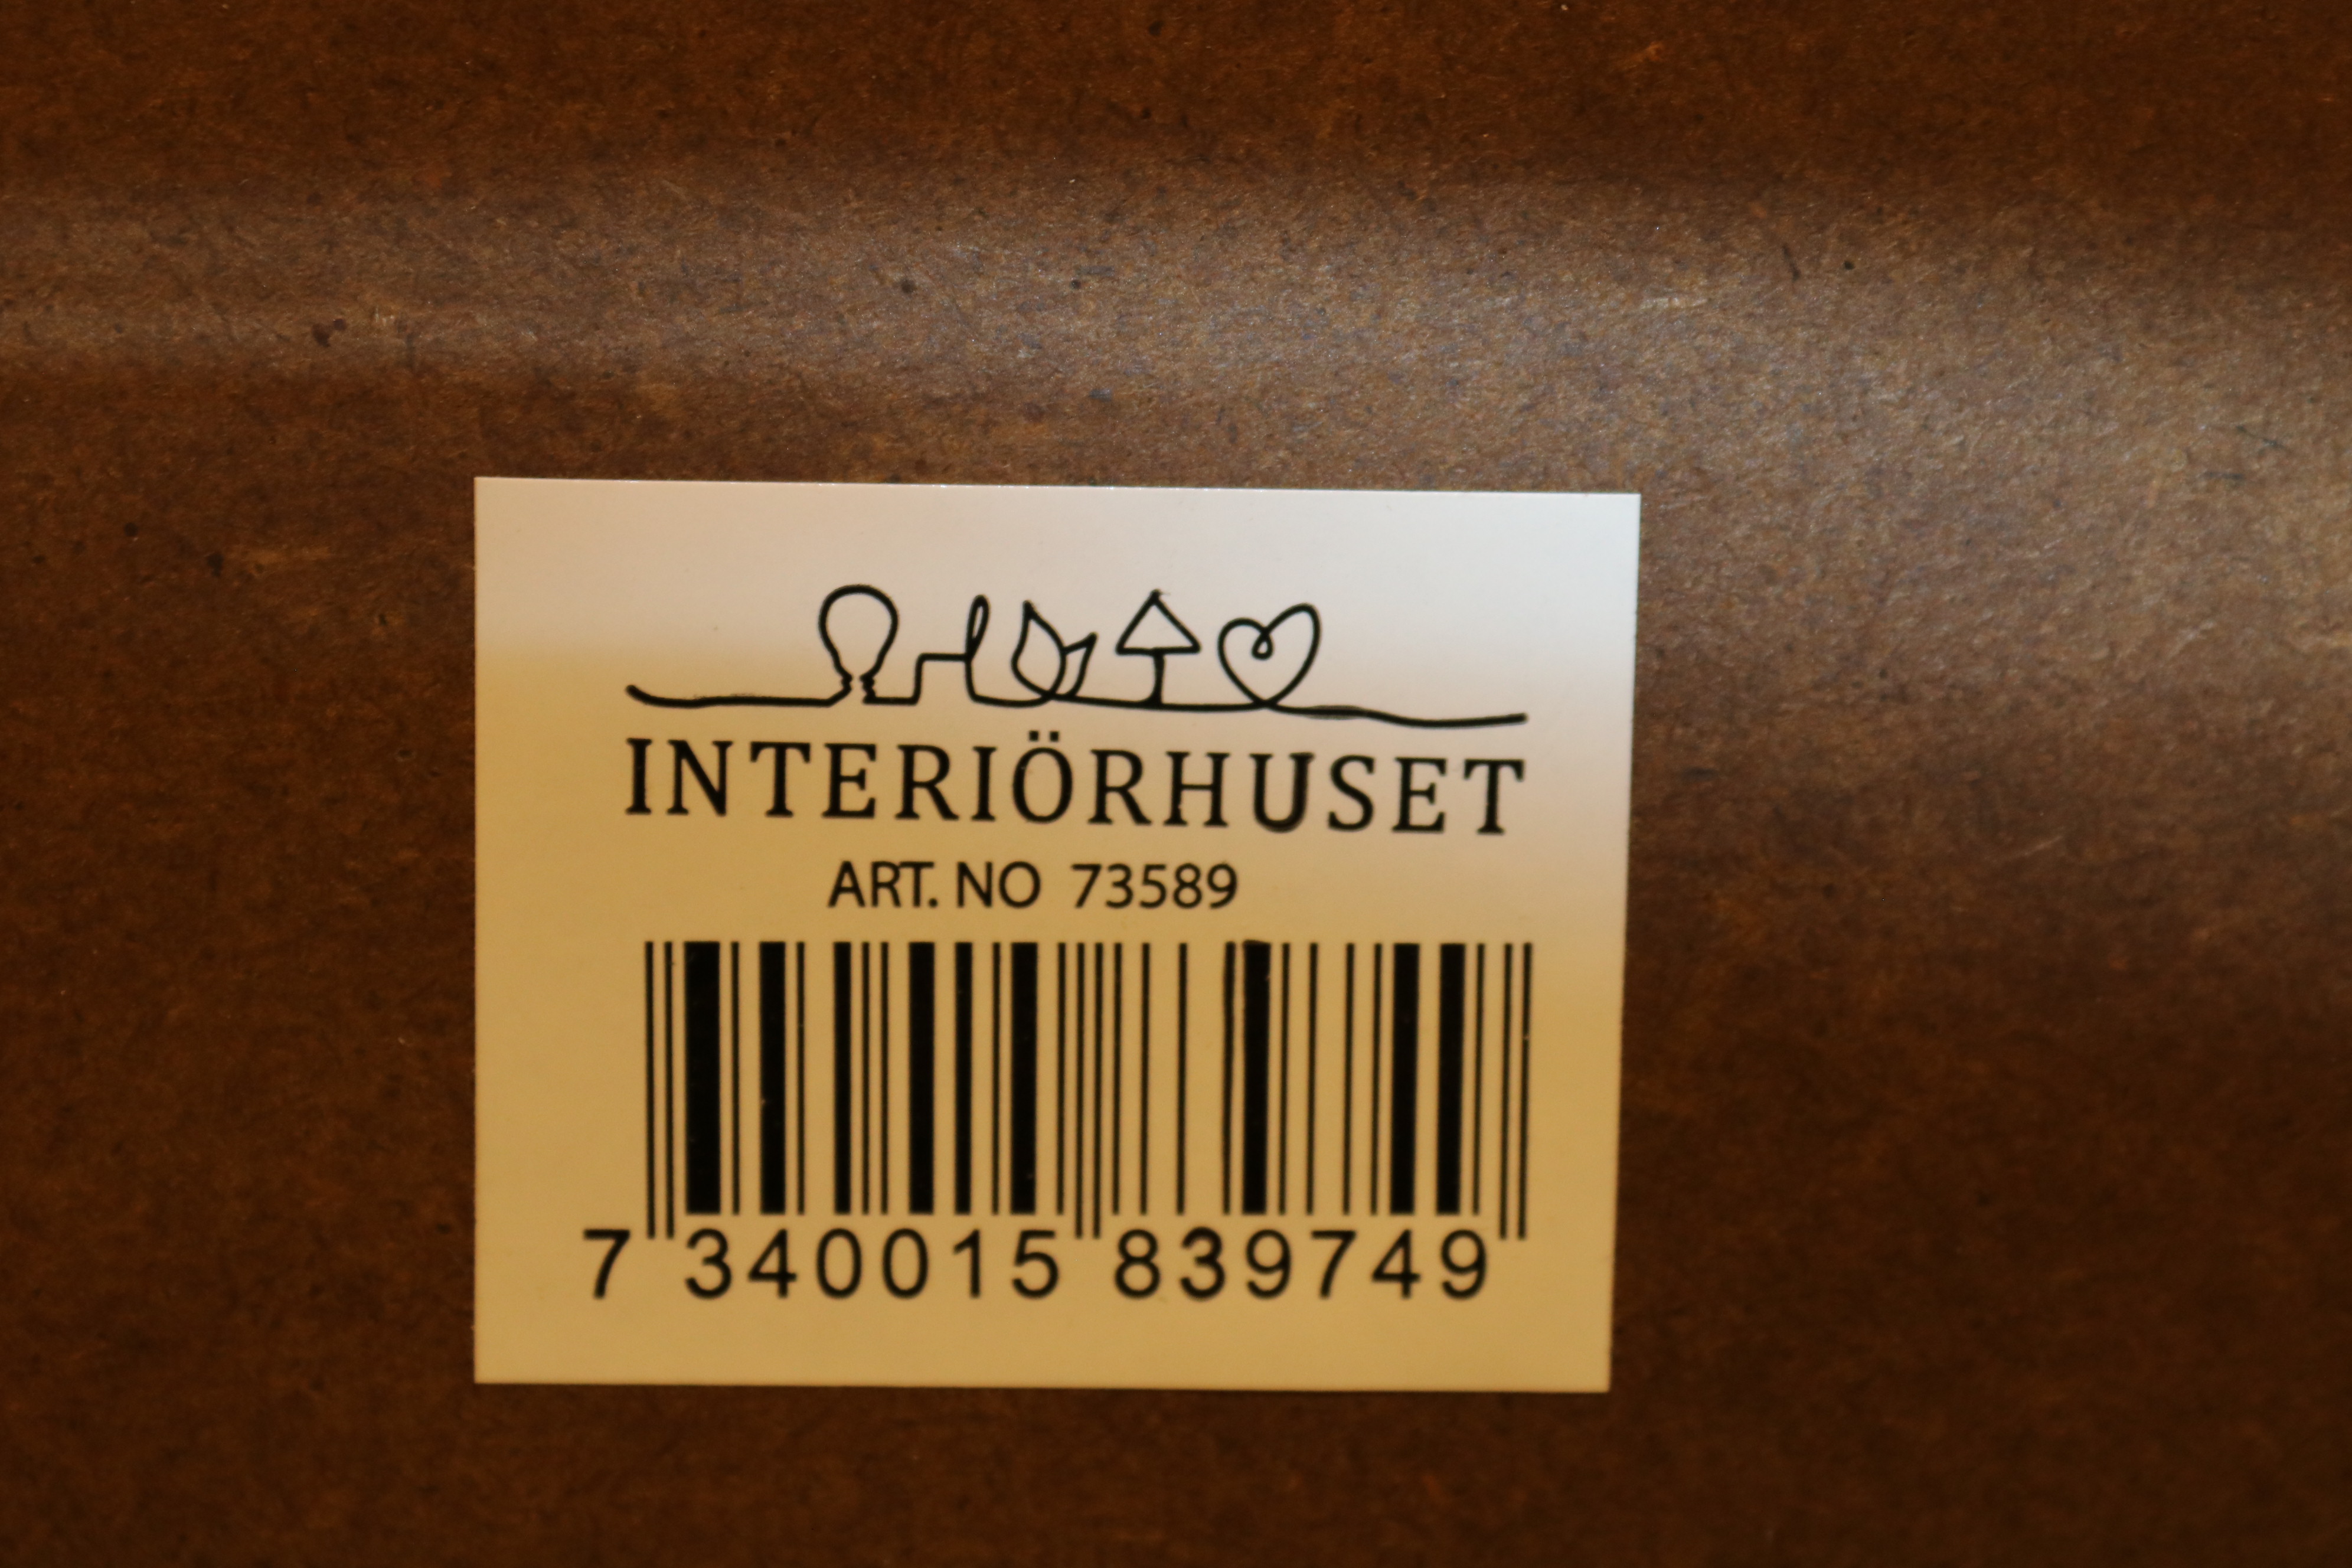 INTERIÖRHUSET
ART. NO 73589
7 340015 839749